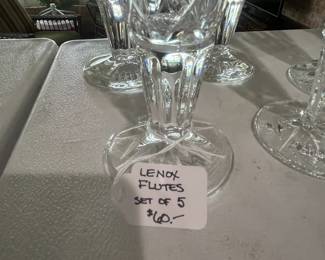 LENOX
FLUTES
SET OF 5
$60.-